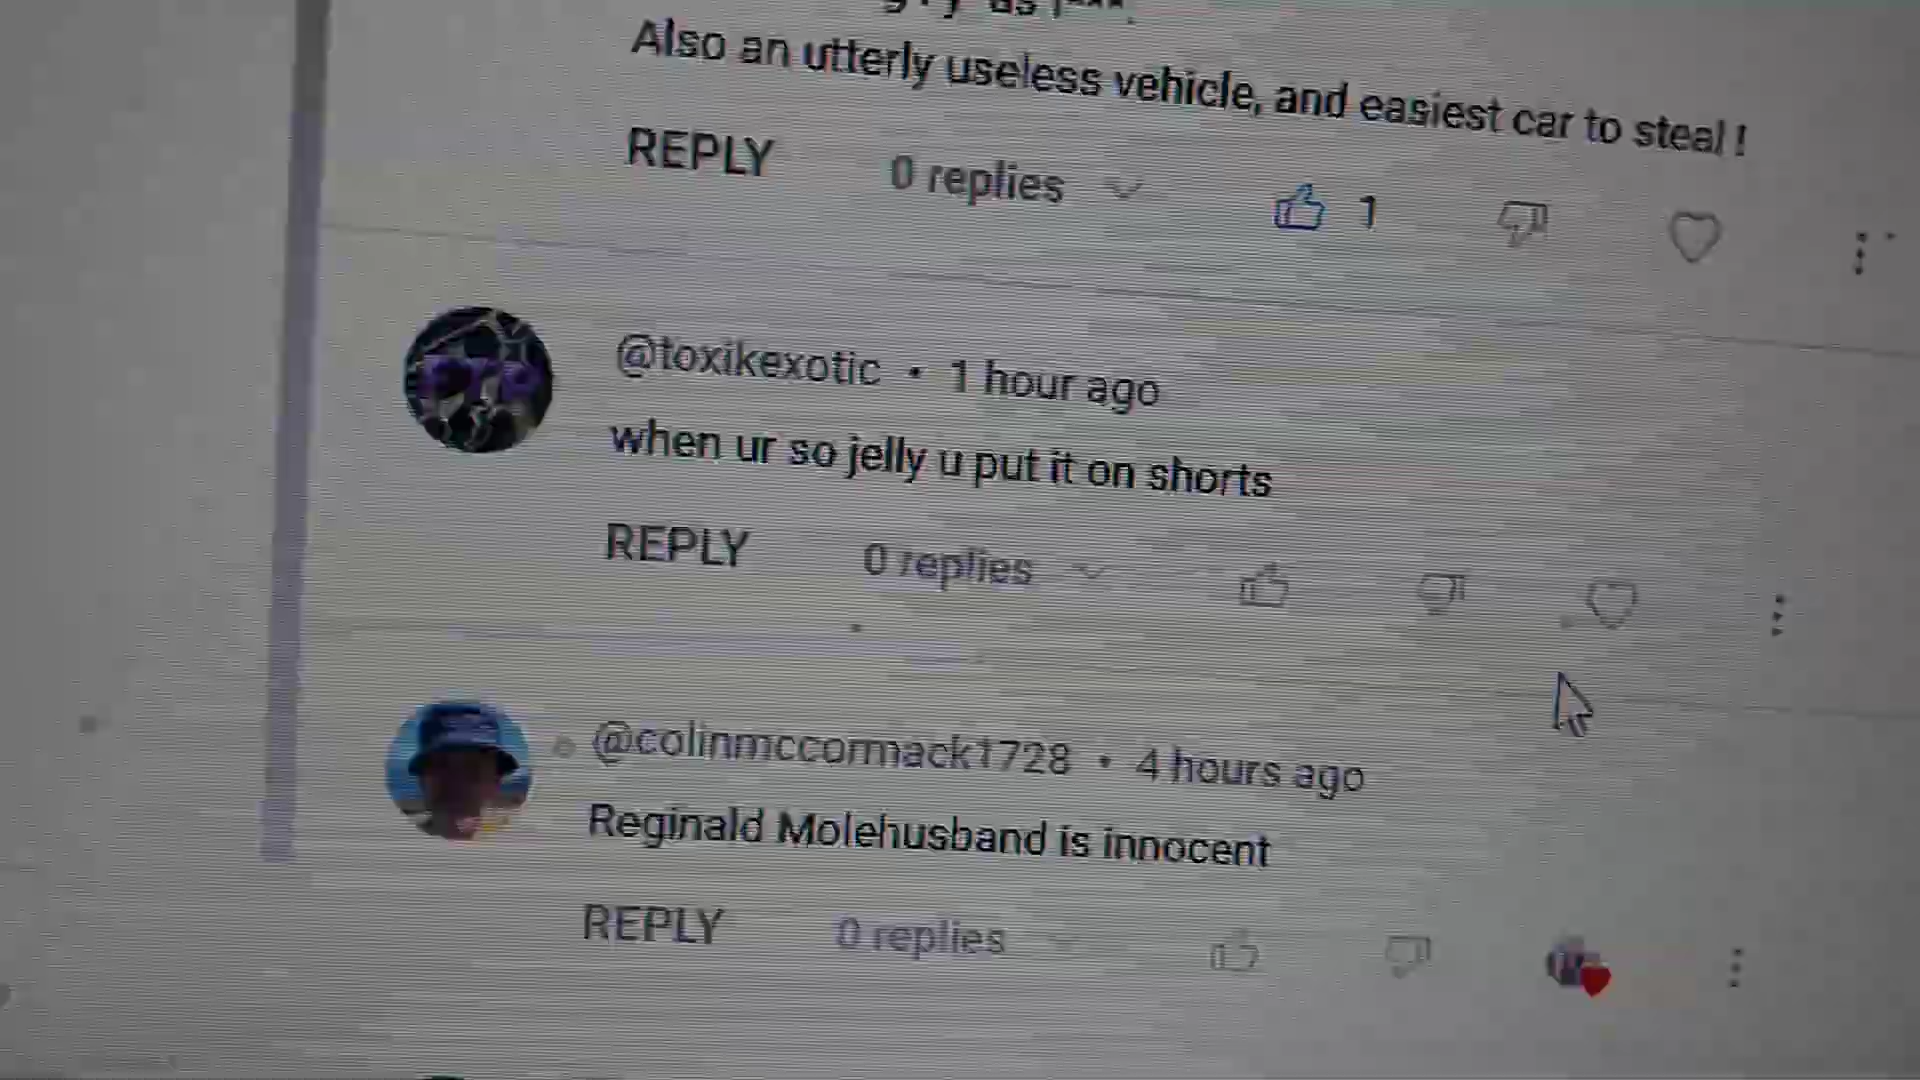 Also an utterly useless vehicle, and easiest car to steal !
REPLY 0 replies 1
@toxikexotic • 1 hour ago
when ur so jelly u put it on shorts
REPLY 0 replies
@colinmccormack1728 • 4 hours ago
Reginald Molehusband is innocent
REPLY 0 replies